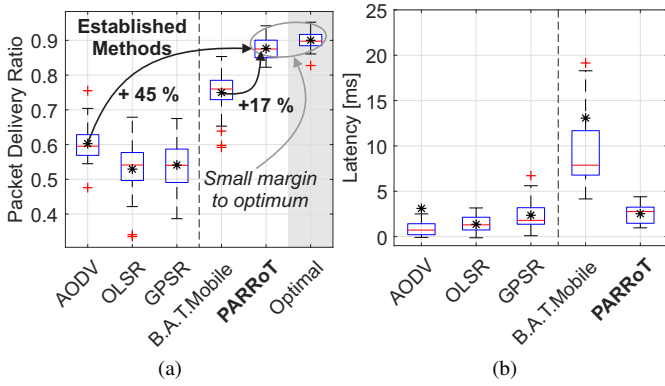 Packet Delivery Ratio
0.9
0.8
0.7
0.6
0.5
0.4
Established
Methods
+ 45 %
+17 %
Small margin
to optimum
AODV
OLSR
GPSR
B.A.T.Mobile
PARRoT
Optimal
(a)
Latency [ms]
25
20
15
10
5
0
AODV
OLSR
GPSR
B.A.T.Mobile
PARRoT
(b)